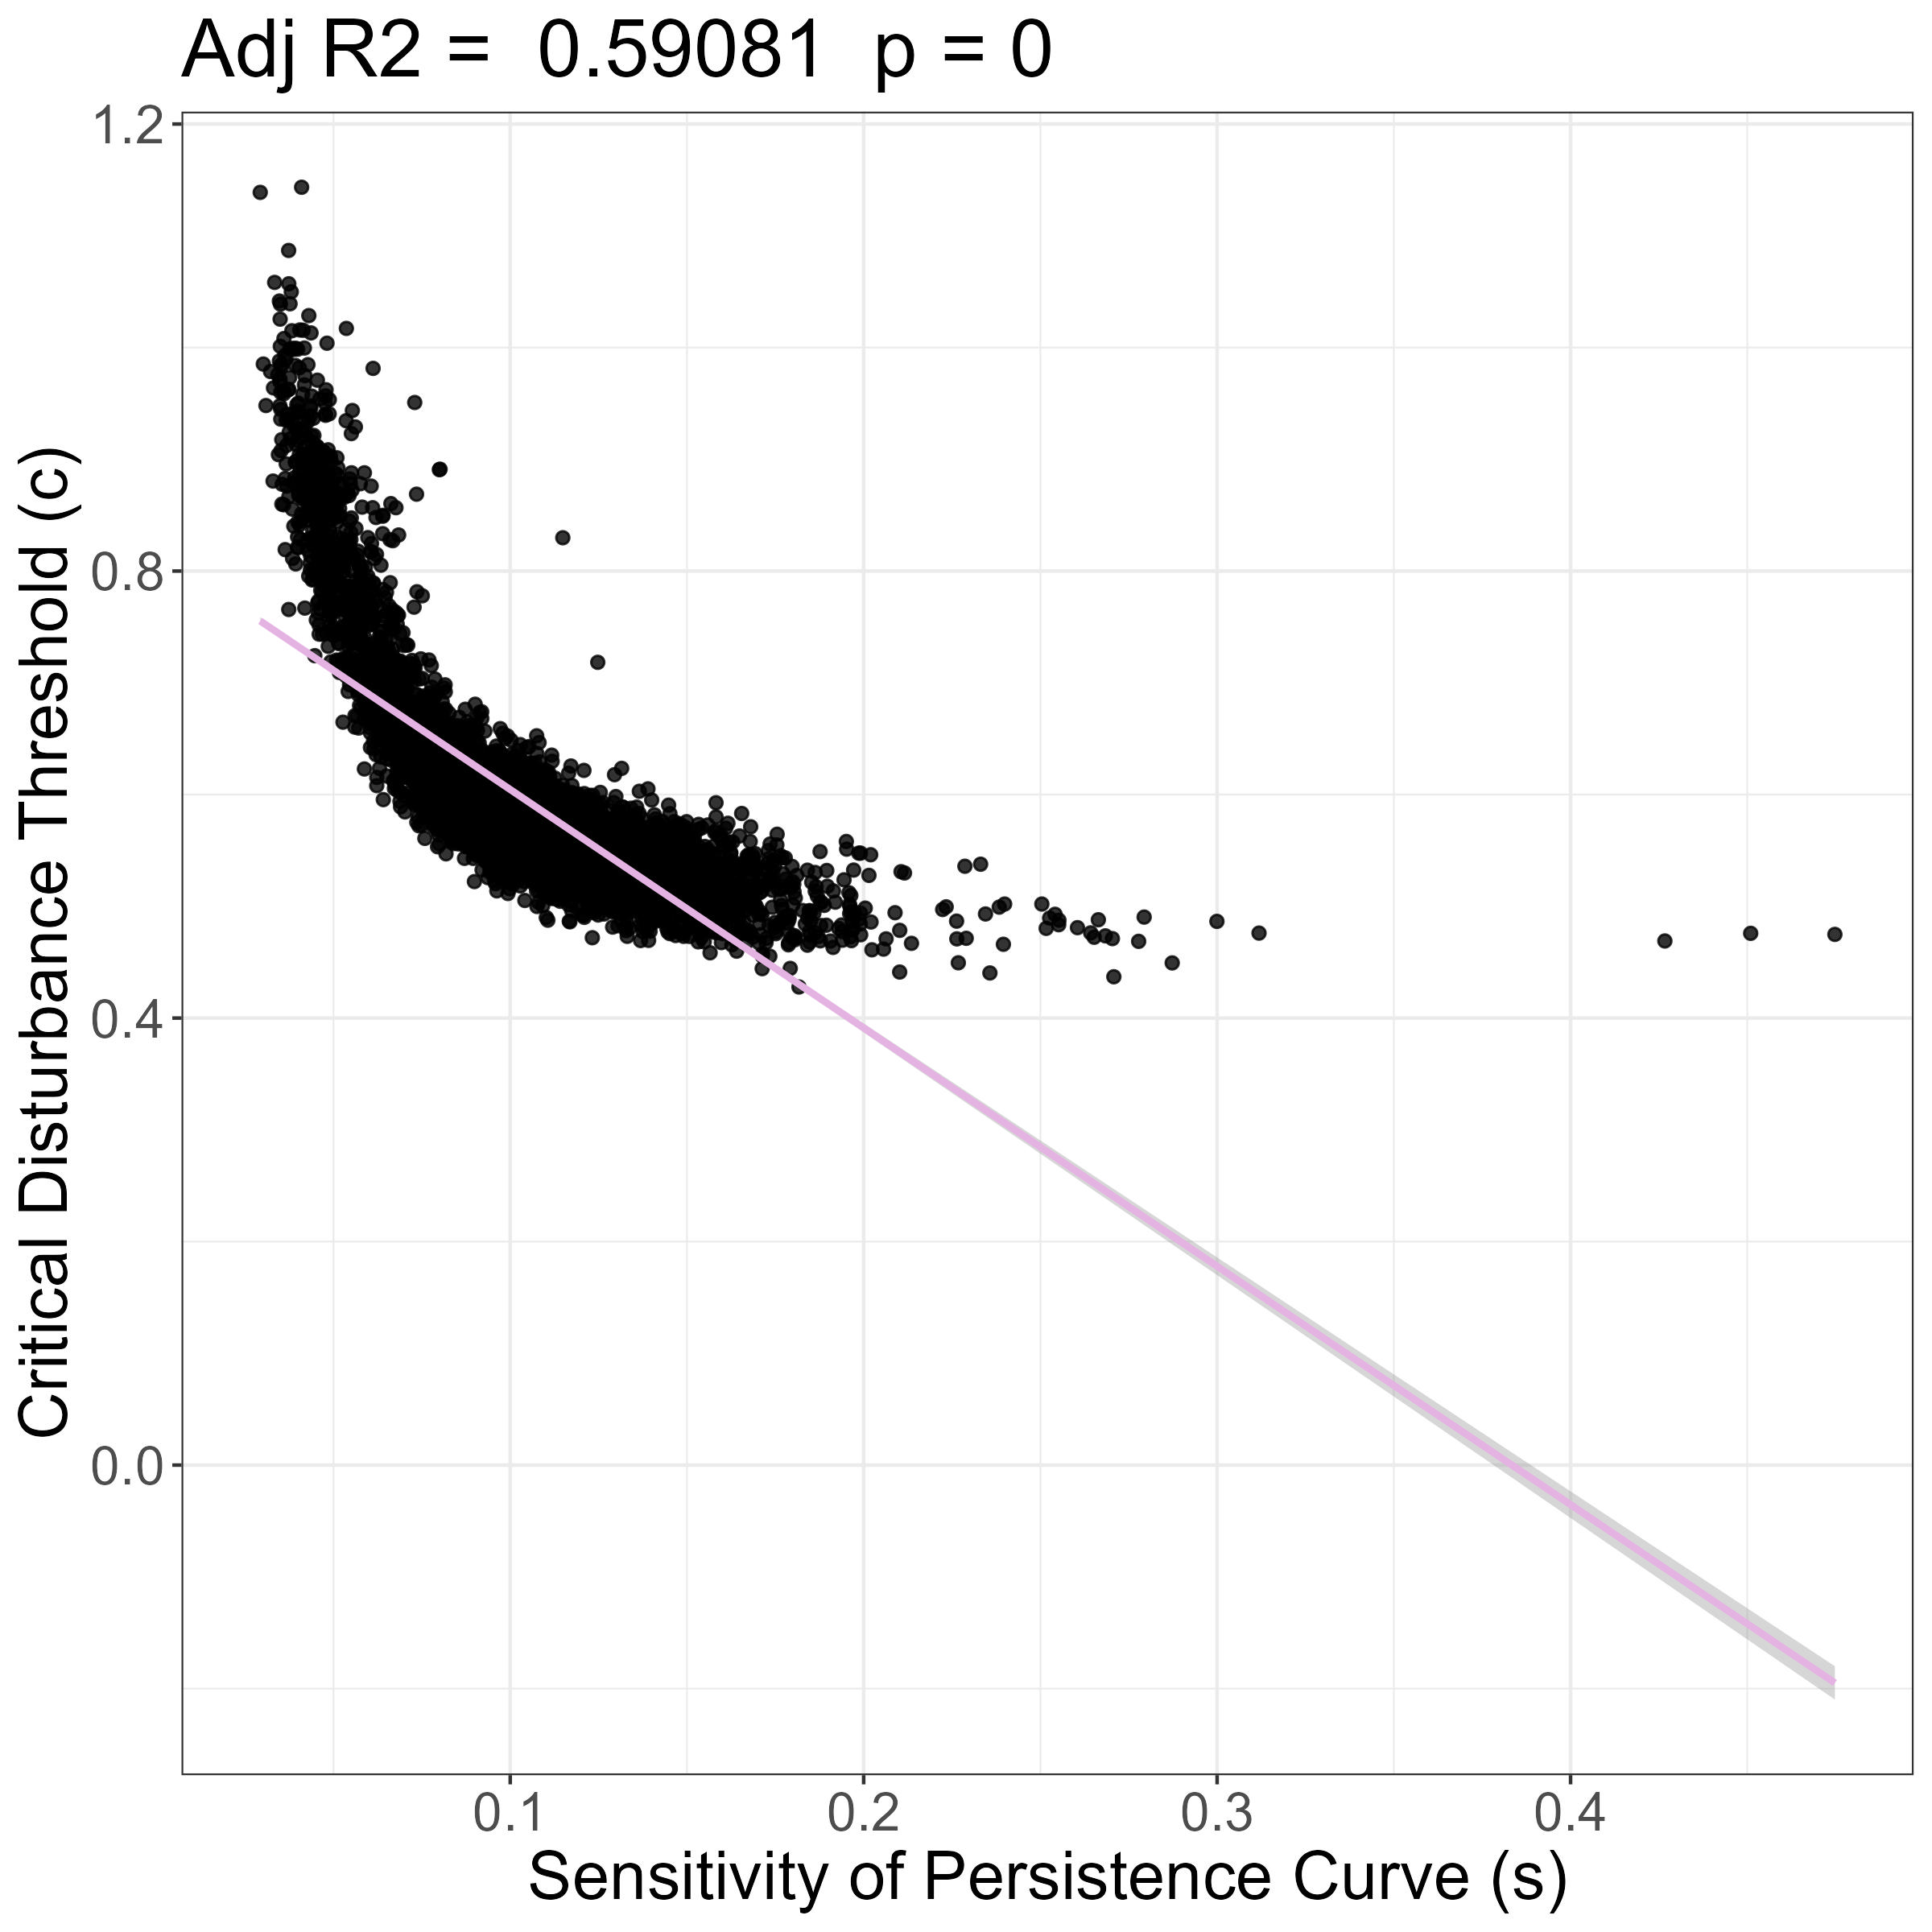 Adj R2 =  0.59081  p = 0
1.2
0.8
0.4
0.0
Critical Disturbance Threshold (c)
0.1
0.2
0.3
0.4
Sensitivity of Persistence Curve (s)